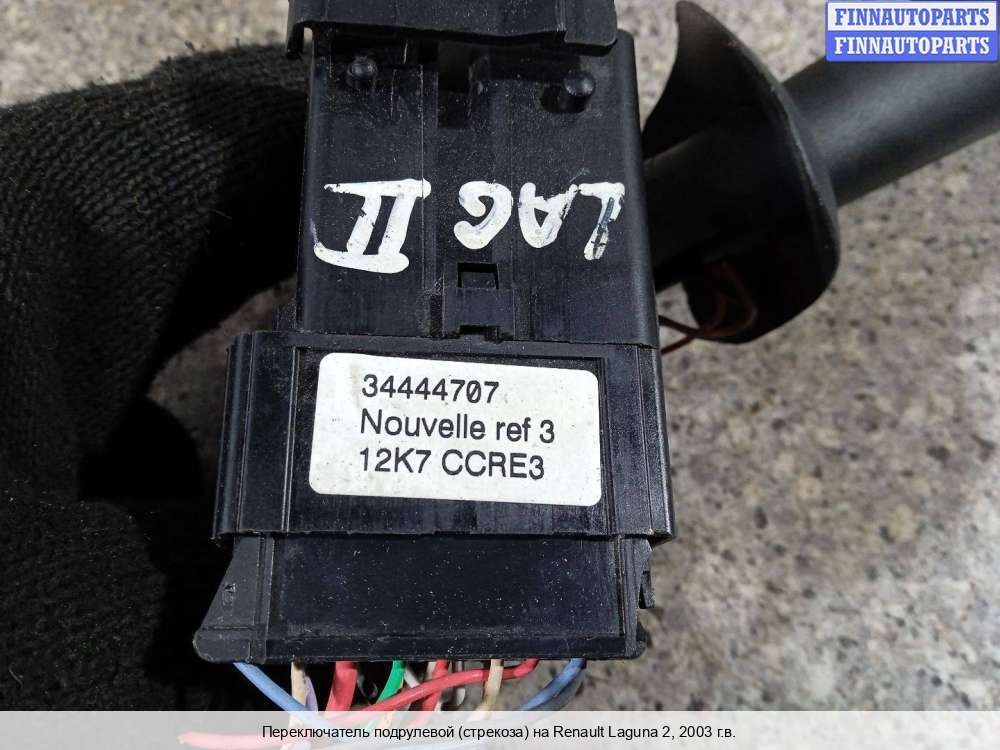 FINNAUTOPARTS
FINNAUTOPARTS
LAG II
34444707
Nouvelle ref 3
12K7 CCRE3
Переключатель подрулевой (стрекоза) на Renault Laguna 2, 2003 г.в.